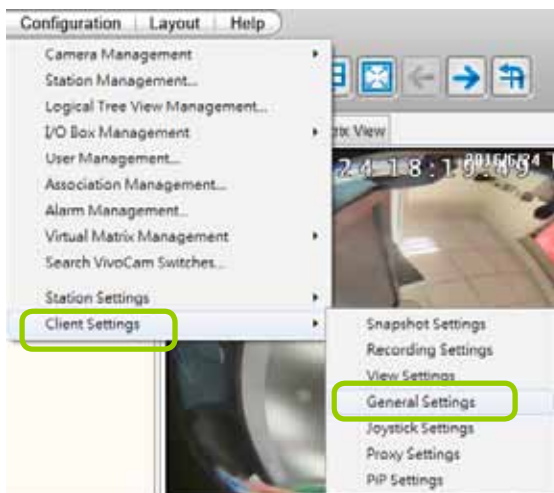 Configuration Layout Help
Camera Management
Station Management...
Logical Tree View Management...
I/O Box Management
User Management...
Association Management...
Alarm Management...
Virtual Matrix Management
Search VivoCam Switches...
Station Settings
Client Settings
View
Snapshot Settings
Recording Settings
View Settings
General Settings
Joystick Settings
Proxy Settings
PiP Settings